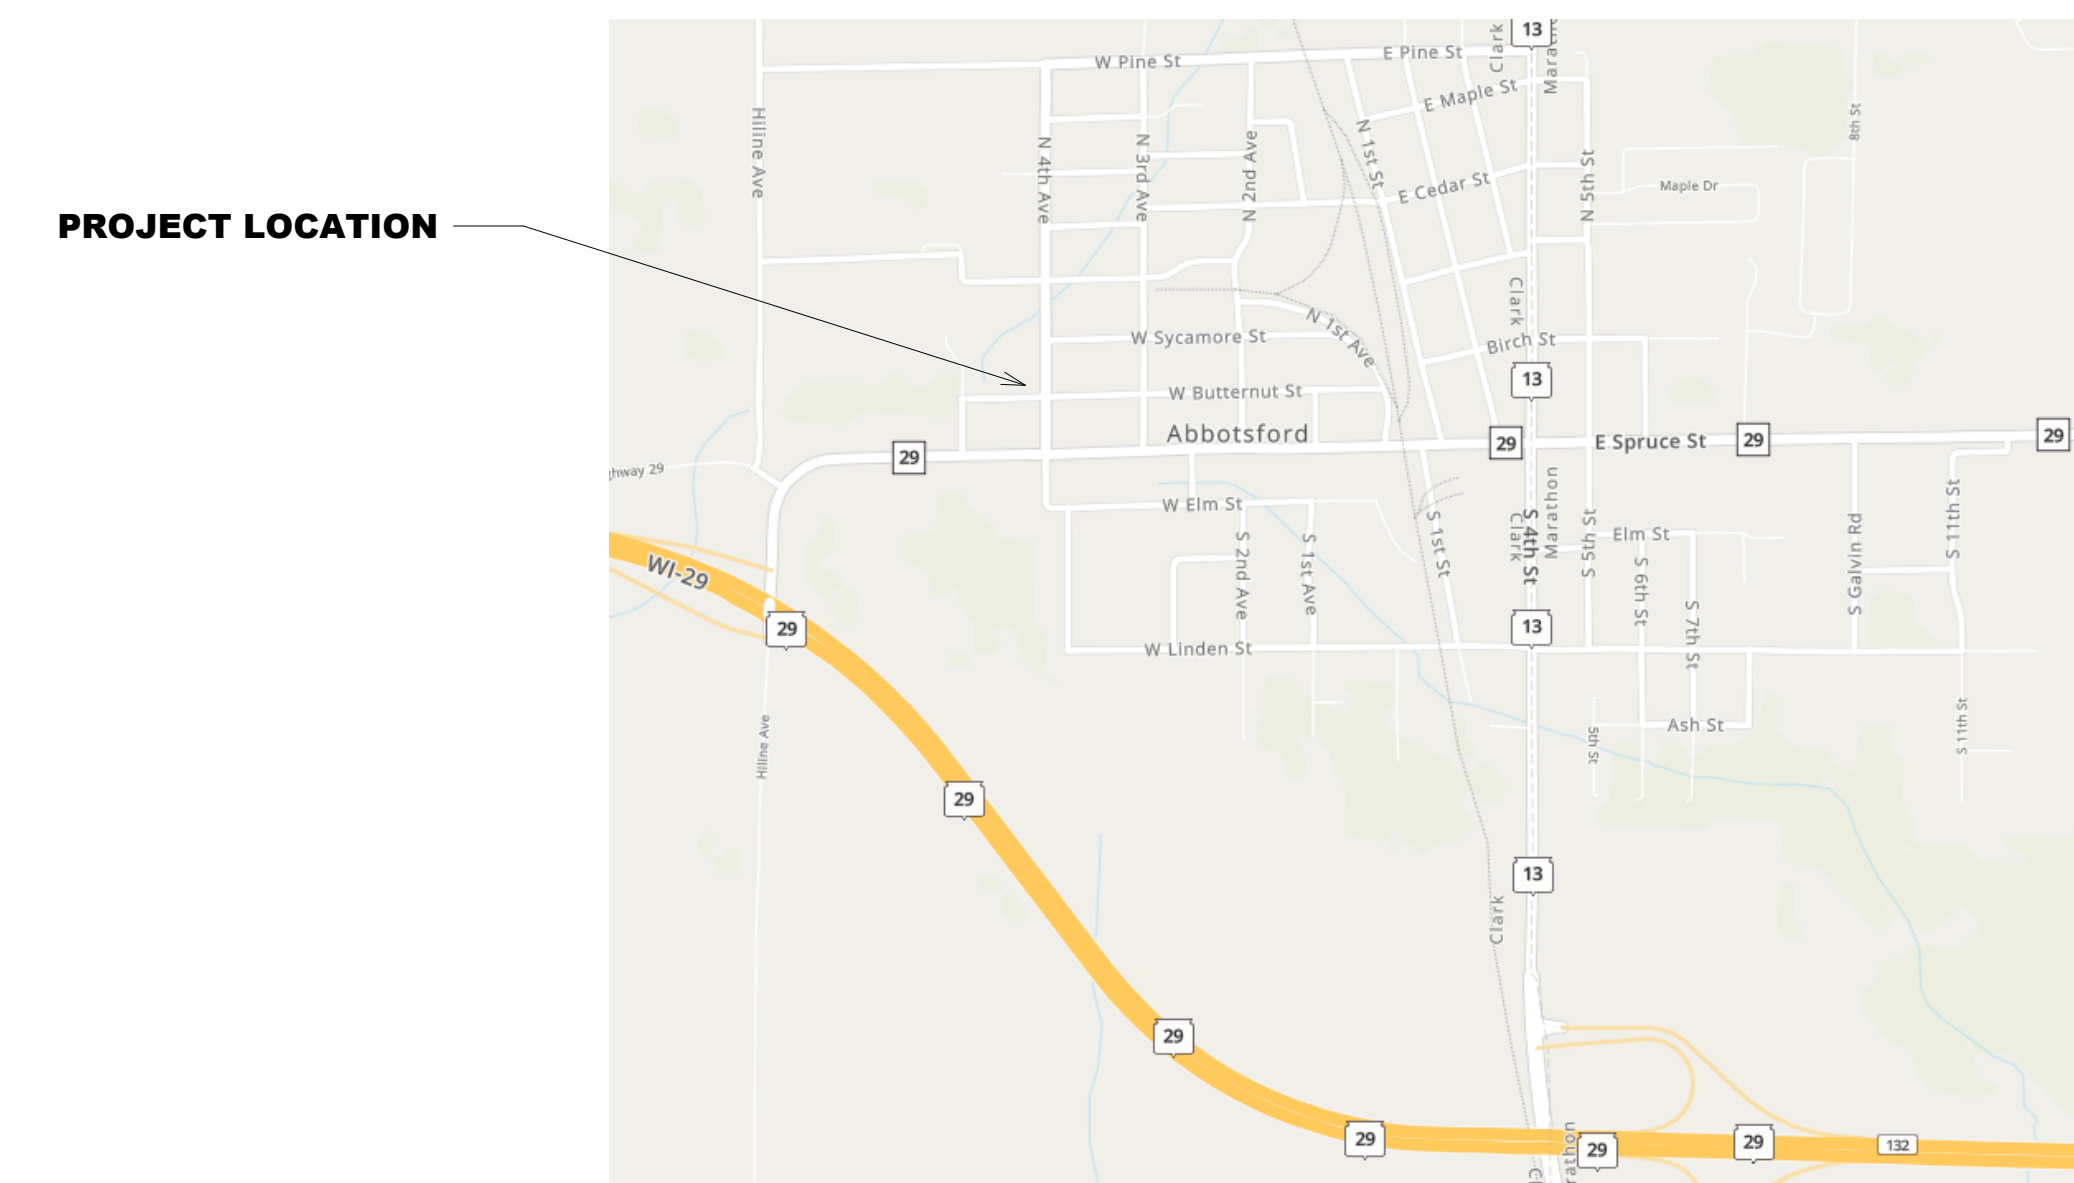 PROJECT LOCATION
13
Clark
W Pine St
E Pine St
E Maple St
Hiline Ave
N 4th Ave
N 3rd Ave
N 2nd Ave
N 1st St
E Cedar St
N 5th St
Maple Dr
8th St
Clark
N 1st Ave
W Sycamore St
Birch St
13
W Butternut St
Abbotsford
29
29
E Spruce St
29
29
29
W Elm St
S 1st St
S 4th St
Clark
Marathon
S 5th St
Elm St
S 6th St
S 7th St
S Galvin Rd
S 11th St
S 2nd Ave
S 1st Ave
WI-29
29
13
W Linden St
Hiline Ave
Ash St
5th St
S 11th St
29
13
Clark
29
29
29
29
132